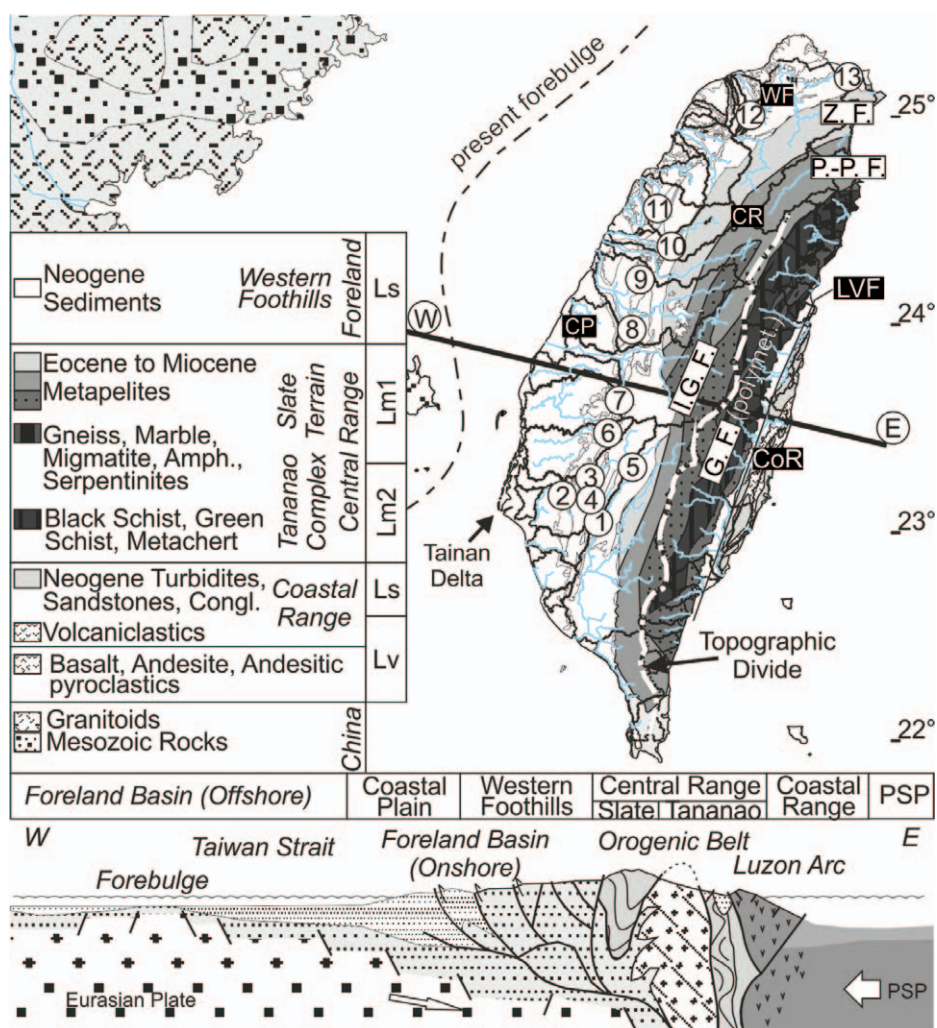 present forebulge
13
WF
12
25°
Z. F.
P.-P. F.
11
CR
10
9
LVF
24°
W
CP
8
I.G. F.
(polynet)
7
G. F.
E
6
5
CoR
3
2
4
1
23°
Tainan
Delta
Topographic
Divide
22°
Neogene
Sediments
Western
Foothills
Foreland
Ls
Eocene to Miocene
Metapelites
Gneiss, Marble,
Migmatite, Amph.,
Serpentinites
Black Schist, Green
Schist, Metachert
Tananao Slate
Complex Terrain
Central Range
Lm1
Lm2
Neogene Turbidites,
Sandstones, Congl.
Coastal
Range
Ls
Volcaniclastics
Basalt, Andesite, Andesitic
pyroclastics
Lv
Granitoids
Mesozoic Rocks
China
Foreland Basin (Offshore)
Coastal
Plain
Western
Foothills
Central Range
Slate Tananao
Coastal
Range
PSP
W
Taiwan Strait
Foreland Basin
(Onshore)
Orogenic Belt
E
Luzon Arc
Forebulge
Eurasian Plate
PSP